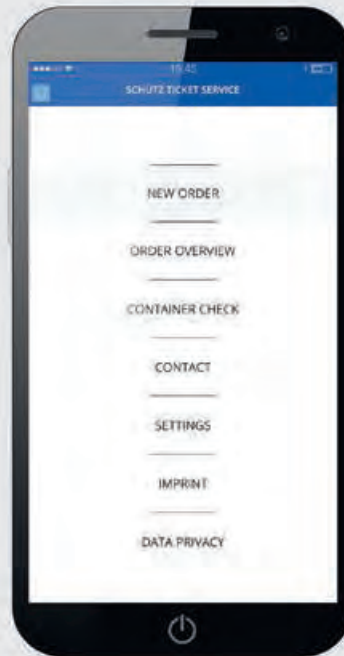 15:45
SCHÜTZ TICKET SERVICE
NEW ORDER
ORDER OVERVIEW
CONTAINER CHECK
CONTACT
SETTINGS
IMPRINT
DATA PRIVACY